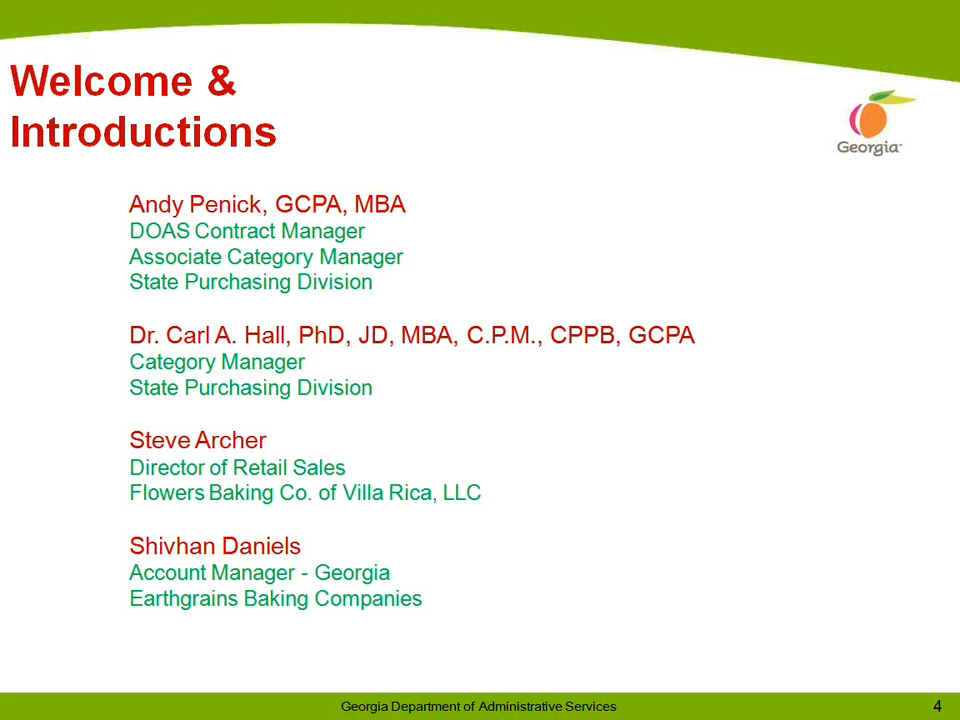 Welcome &
Introductions
Georgia™
Andy Penick, GCPA, MBA
DOAS Contract Manager
Associate Category Manager
State Purchasing Division
Dr. Carl A. Hall, PhD, JD, MBA, C.P.M., CPPB, GCPA
Category Manager
State Purchasing Division
Steve Archer
Director of Retail Sales
Flowers Baking Co. of Villa Rica, LLC
Shivhan Daniels
Account Manager - Georgia
Earthgrains Baking Companies
Georgia Department of Administrative Services
4